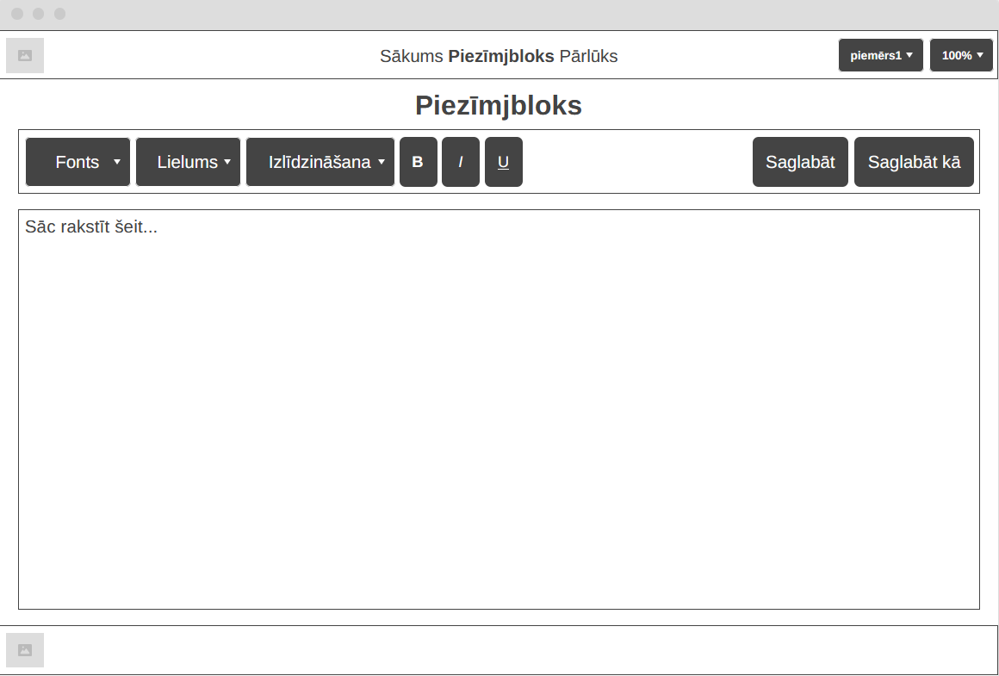 Sākums Piezīmjbloks Pārlūks piemērs1 100%
Piezīmjbloks
Fonts Lielums Izlīdzināšana B I U Saglabāt Saglabāt kā
Sāc rakstīt šeit...